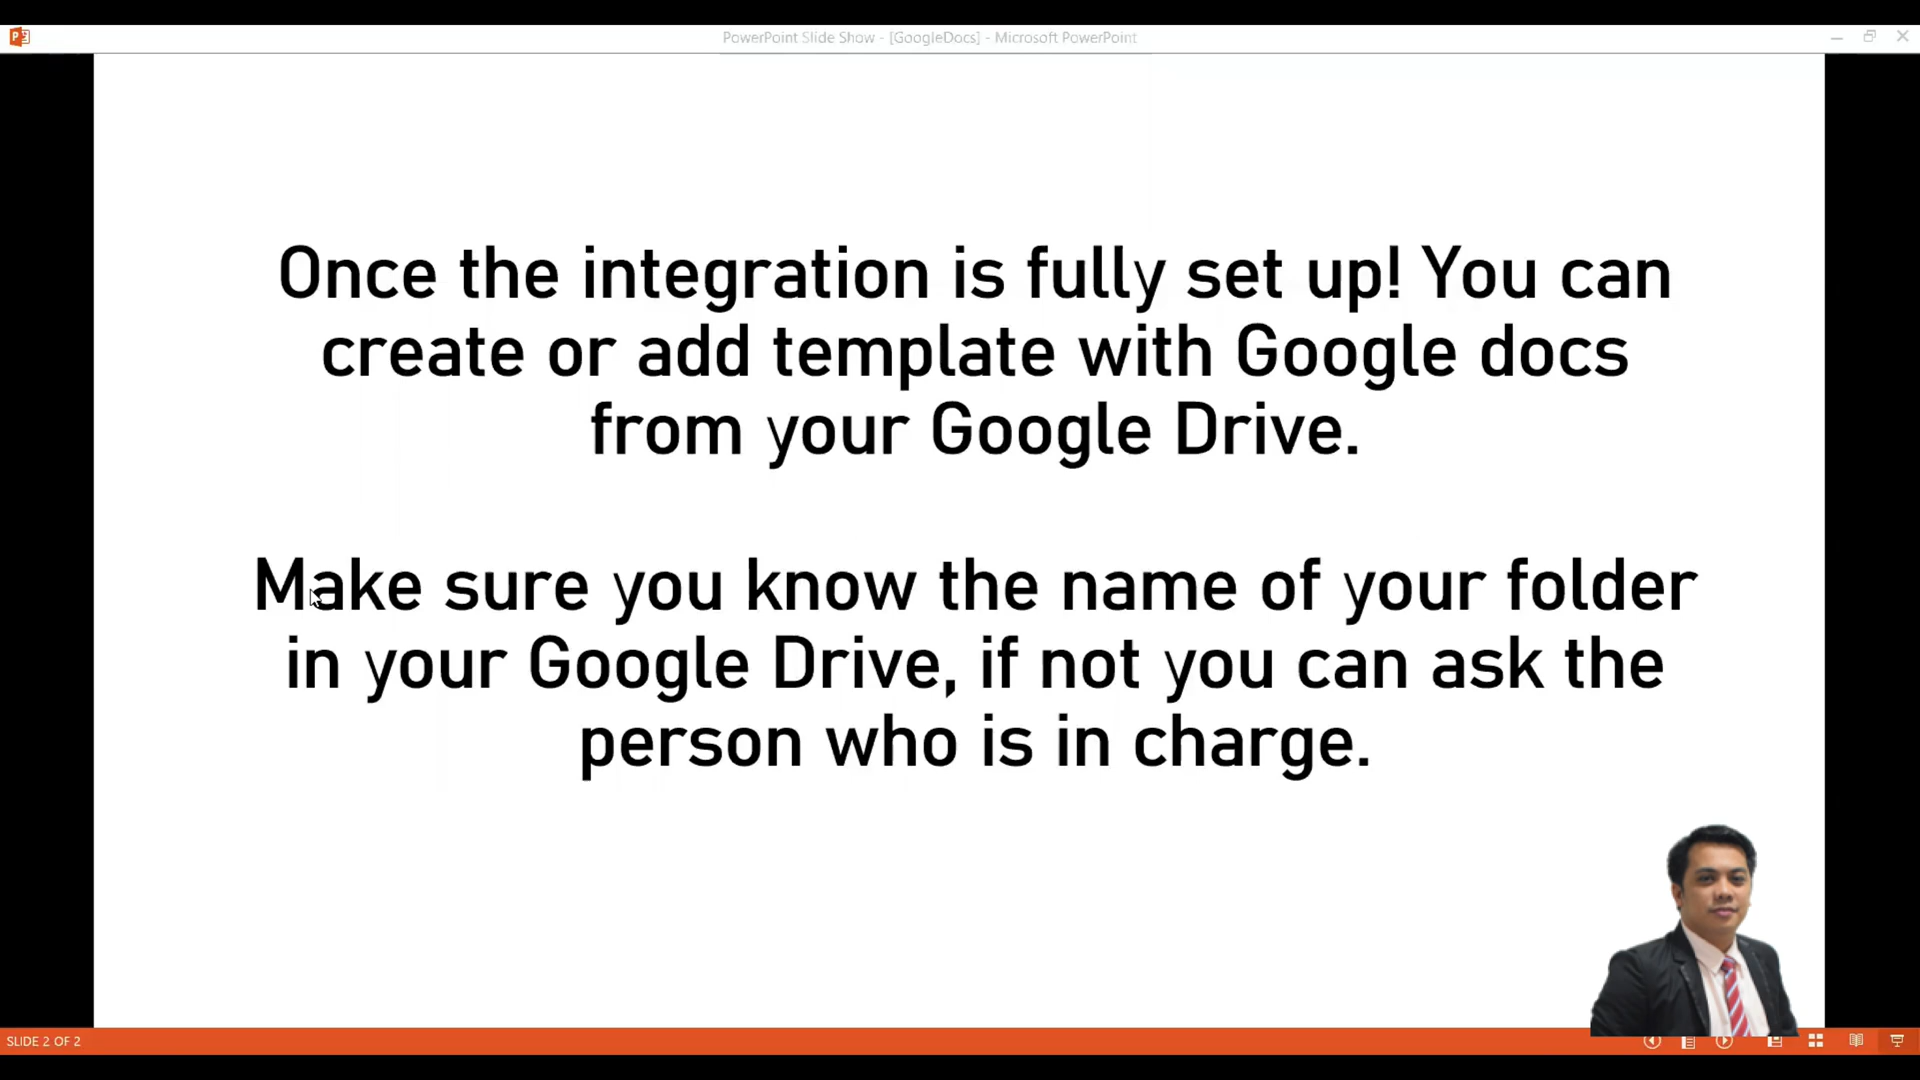 PowerPoint Slide Show - [GoogleDocs] - Microsoft PowerPoint
Once the integration is fully set up! You can
create or add template with Google docs
from your Google Drive.
Make sure you know the name of your folder
in your Google Drive, if not you can ask the
person who is in charge.
SLIDE 2 OF 2